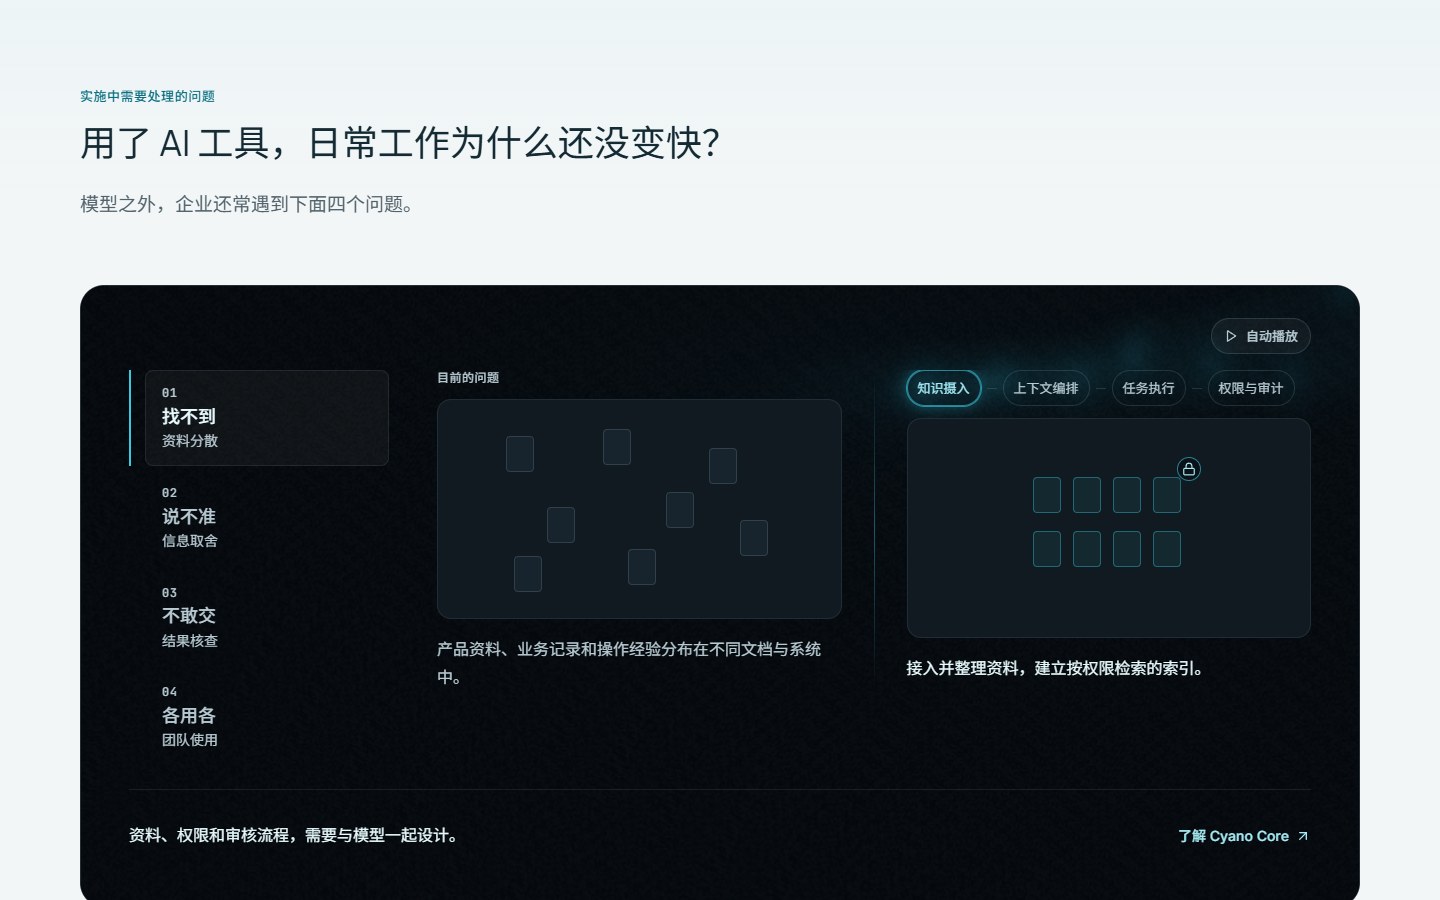 实施中需要处理的问题
用了 AI 工具，日常工作为什么还没变快？
模型之外，企业还常遇到下面四个问题。
自动播放
01
找不到
资料分散
02
说不准
信息取舍
03
不敢交
结果核查
04
各用各
团队使用
目前的问题
产品资料、业务记录和操作经验分布在不同文档与系统
中。
知识摄入
上下文编排
任务执行
权限与审计
接入并整理资料，建立按权限检索的索引。
资料、权限和审核流程，需要与模型一起设计。
了解 Cyano Core